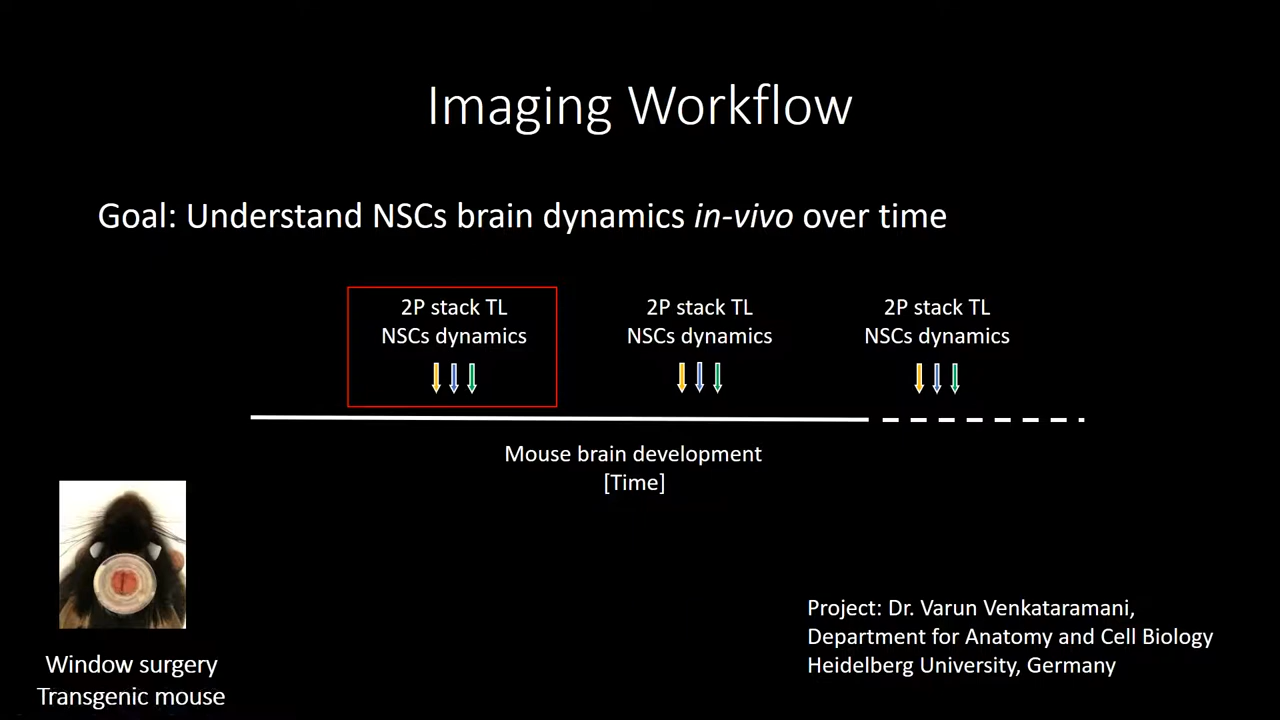 Imaging Workflow
Goal: Understand NSCs brain dynamics in-vivo over time
2P stack TL
NSCs dynamics
2P stack TL
NSCs dynamics
2P stack TL
NSCs dynamics
Mouse brain development
[Time]
Window surgery
Transgenic mouse
Project: Dr. Varun Venkataramani,
Department for Anatomy and Cell Biology
Heidelberg University, Germany